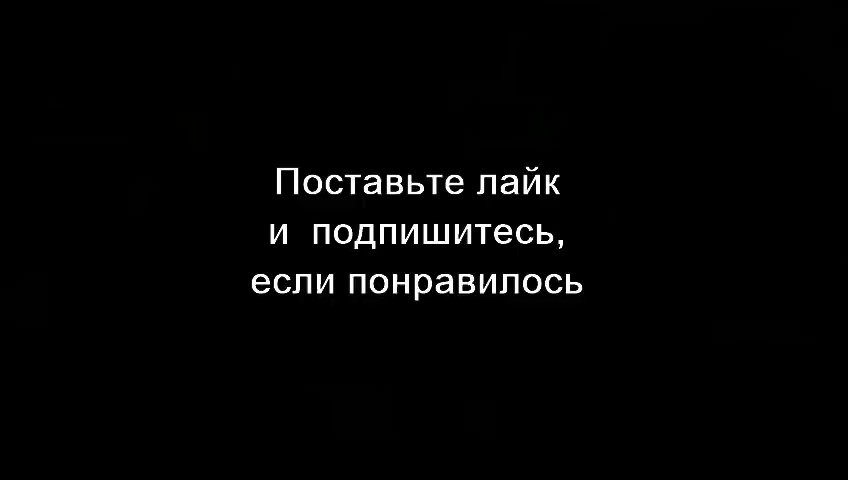 Поставьте лайк
и подпишитесь,
если понравилось